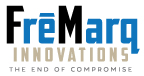 FrēMarq
INNOVATIONS
THE END OF COMPROMISE